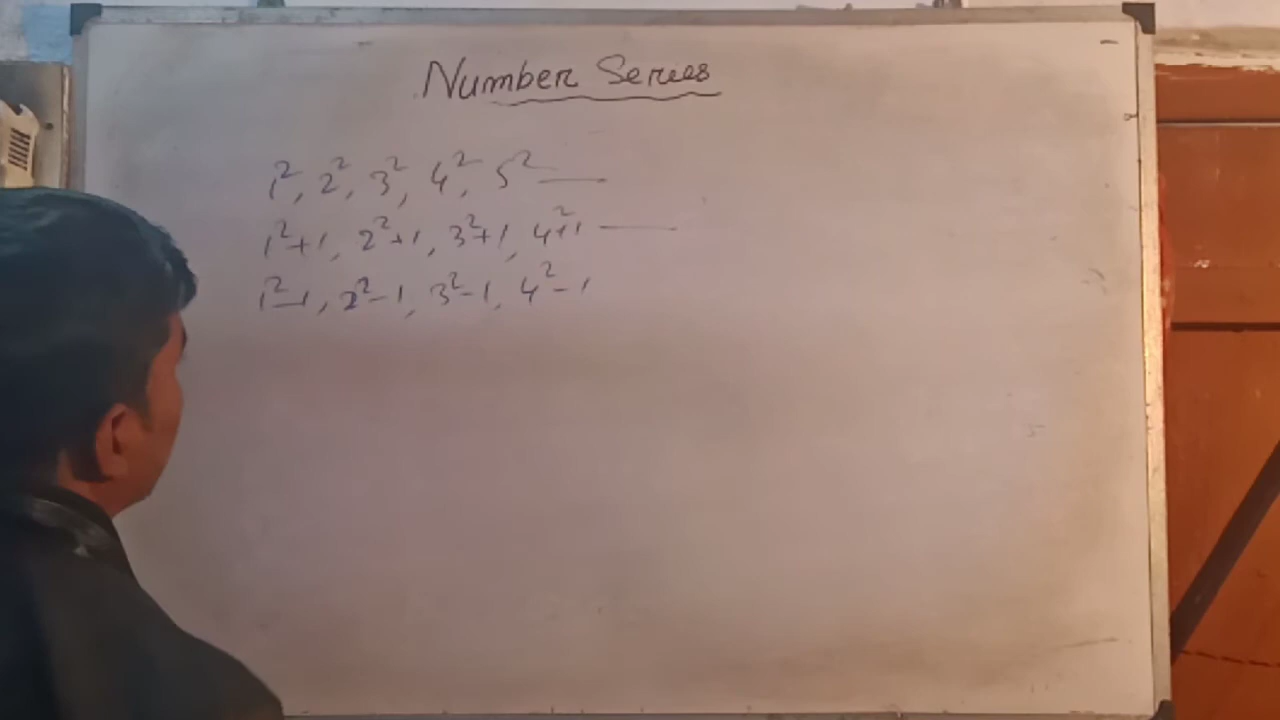 Number Series
1², 2², 3², 4², 5² —
1²+1, 2²+1, 3²+1, 4²+1 —
1²-1, 2²-1, 3²-1, 4²-1